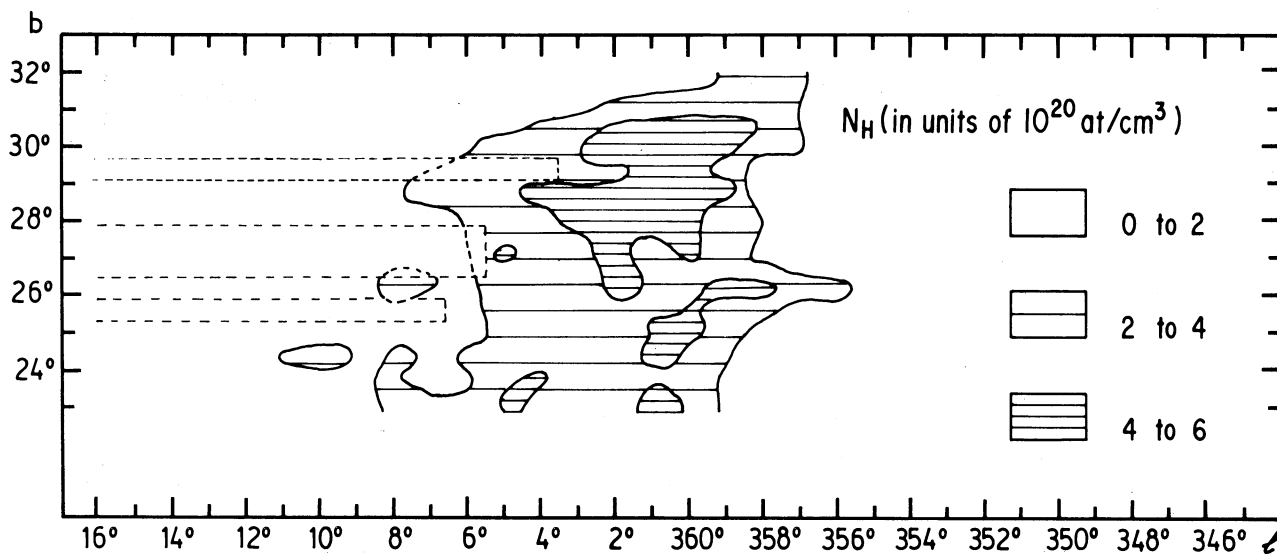 b
32°
30°
28°
26°
24°
N_H (in units of 10^20 at/cm^3)
0 to 2
2 to 4
4 to 6
16° 14° 12° 10° 8° 6° 4° 2° 360° 358° 356° 354° 352° 350° 348° 346° ℓ